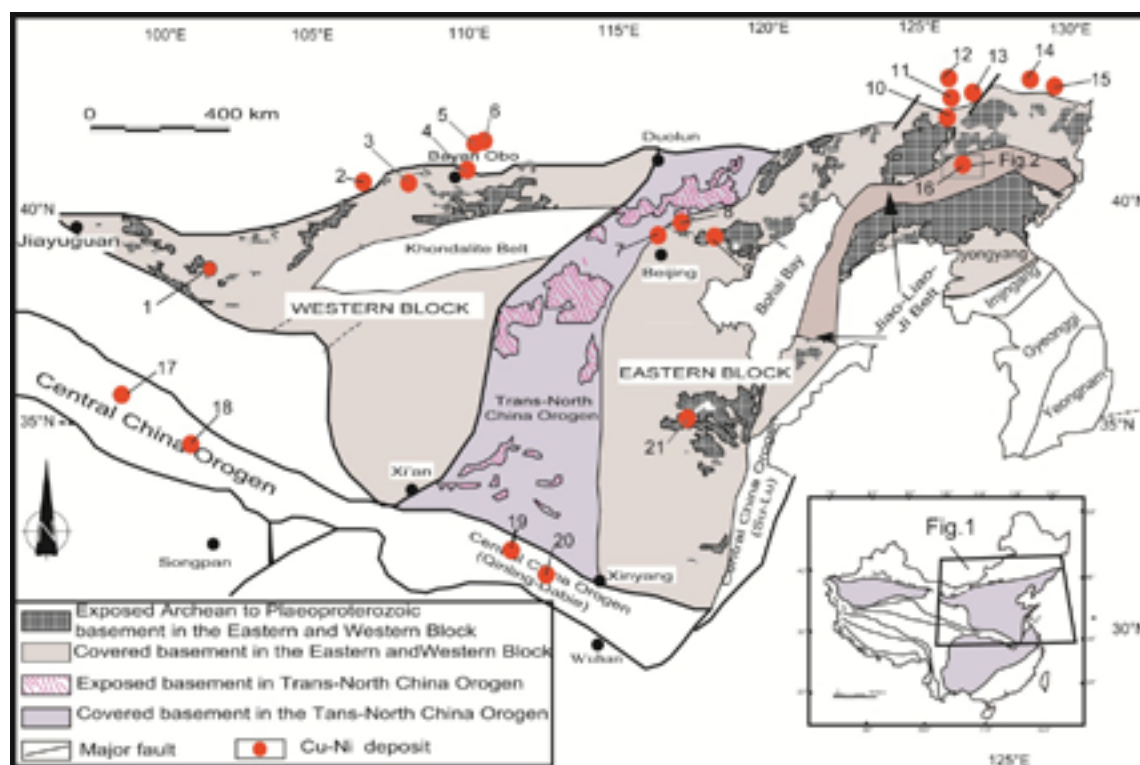 100°E
105°E
110°E
115°E
120°E
125°E
130°E
0 400 km
12
13
14
11
15
10
6
5
4
3
Bayan Obo
2
Duolun
Fig.2
16
40°N
40°N
Jiayuguan
Khondalite Belt
7
8
Beijing
Bohai Bay
Jiao-Liao-
Ji Belt
yongyang
Imjingang
Gyeonggi
Yeongnam
1
WESTERN BLOCK
EASTERN BLOCK
17
Trans-North
China Orogen
18
Central China Orogen
35°N
35°N
21
Xi'an
Central China Orogen
(Su-Lu)
19
20
Central China Orogen
(Qinling-Dabie)
Songpan
Xinyang
Wuhan
Fig.1
30°N
125°E
Exposed Archean to Plaeoproterozoic
basement in the Eastern and Western Block
Covered basement in the Eastern andWestern Block
Exposed basement in Trans-North China Orogen
Covered basement in the Tans-North China Orogen
Major fault
Cu-Ni deposit